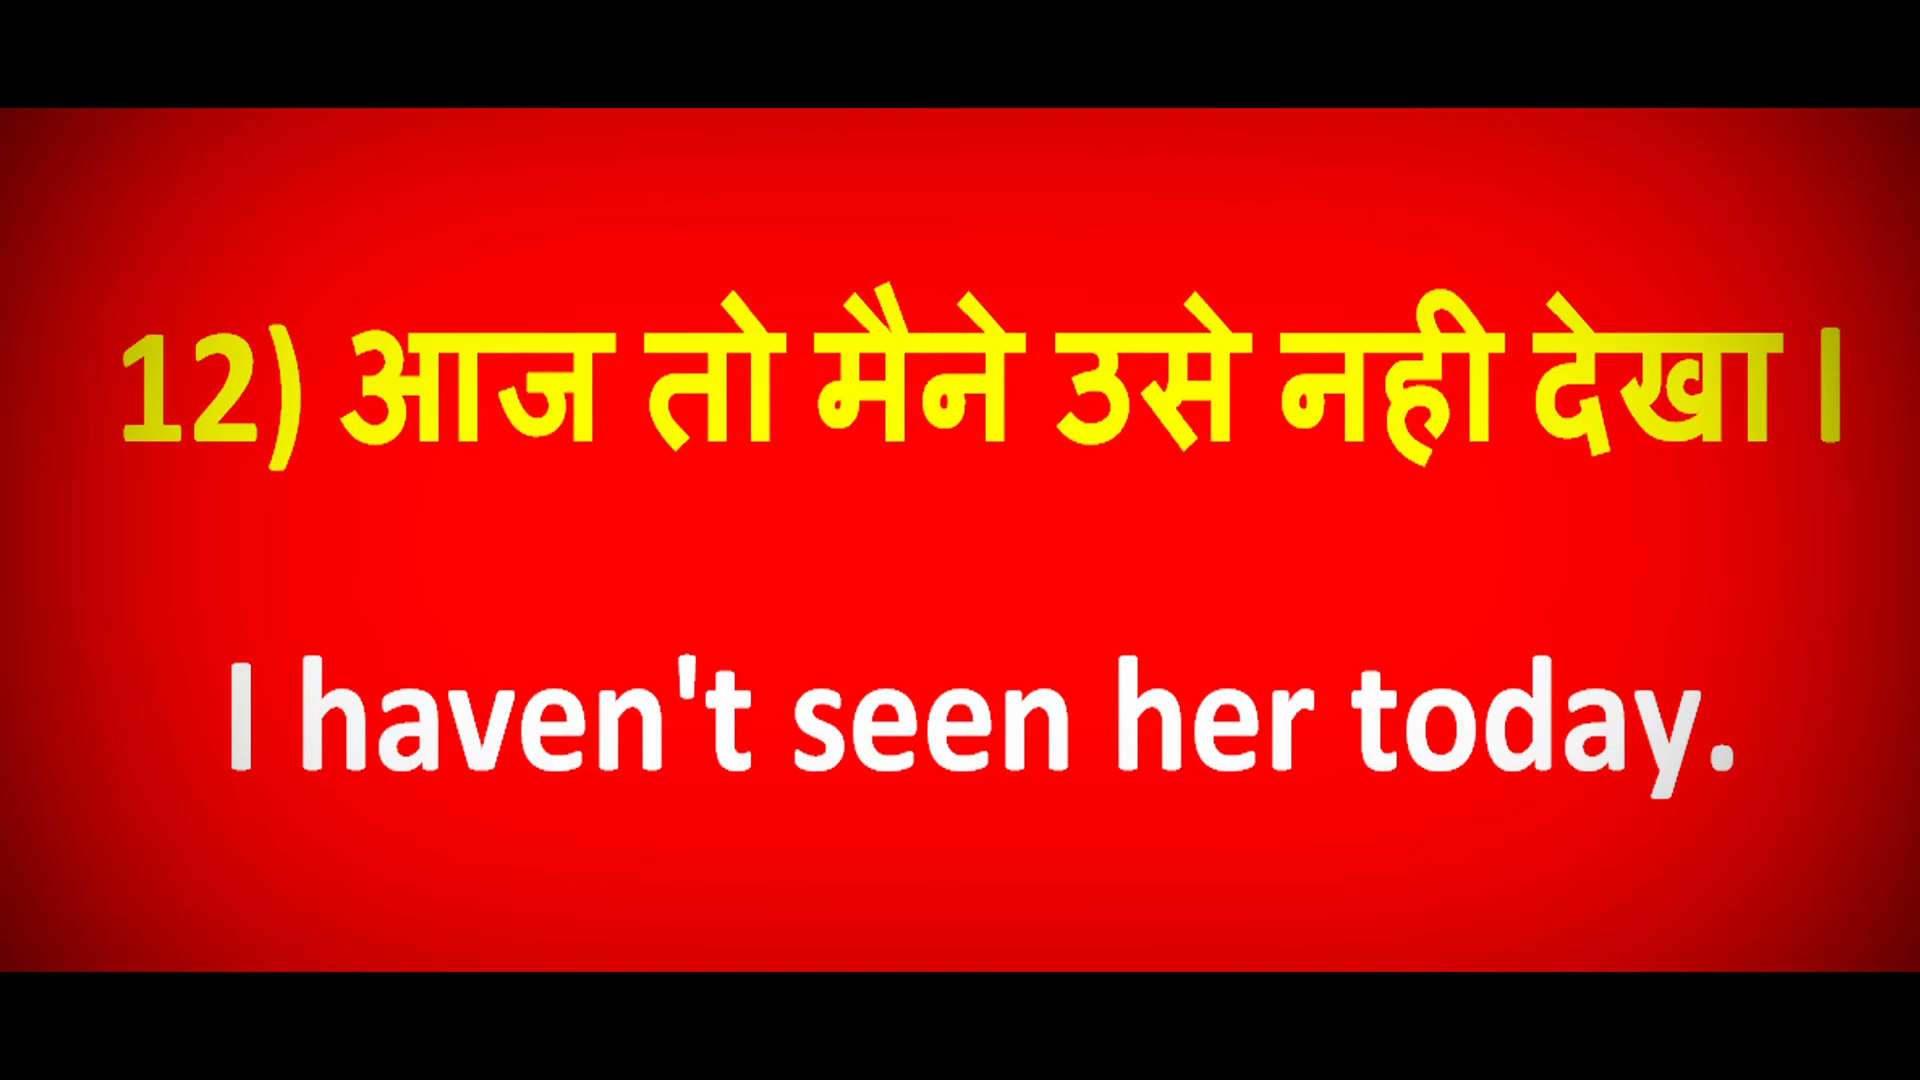 12) आज तो मैने उसे नही देखा ।
I haven't seen her today.